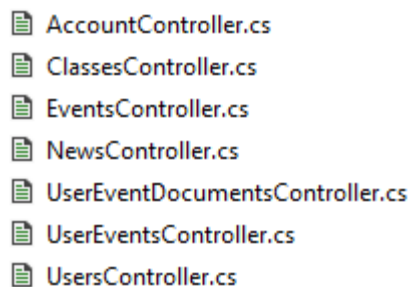 AccountController.cs
ClassesController.cs
EventsController.cs
NewsController.cs
UserEventDocumentsController.cs
UserEventsController.cs
UsersController.cs